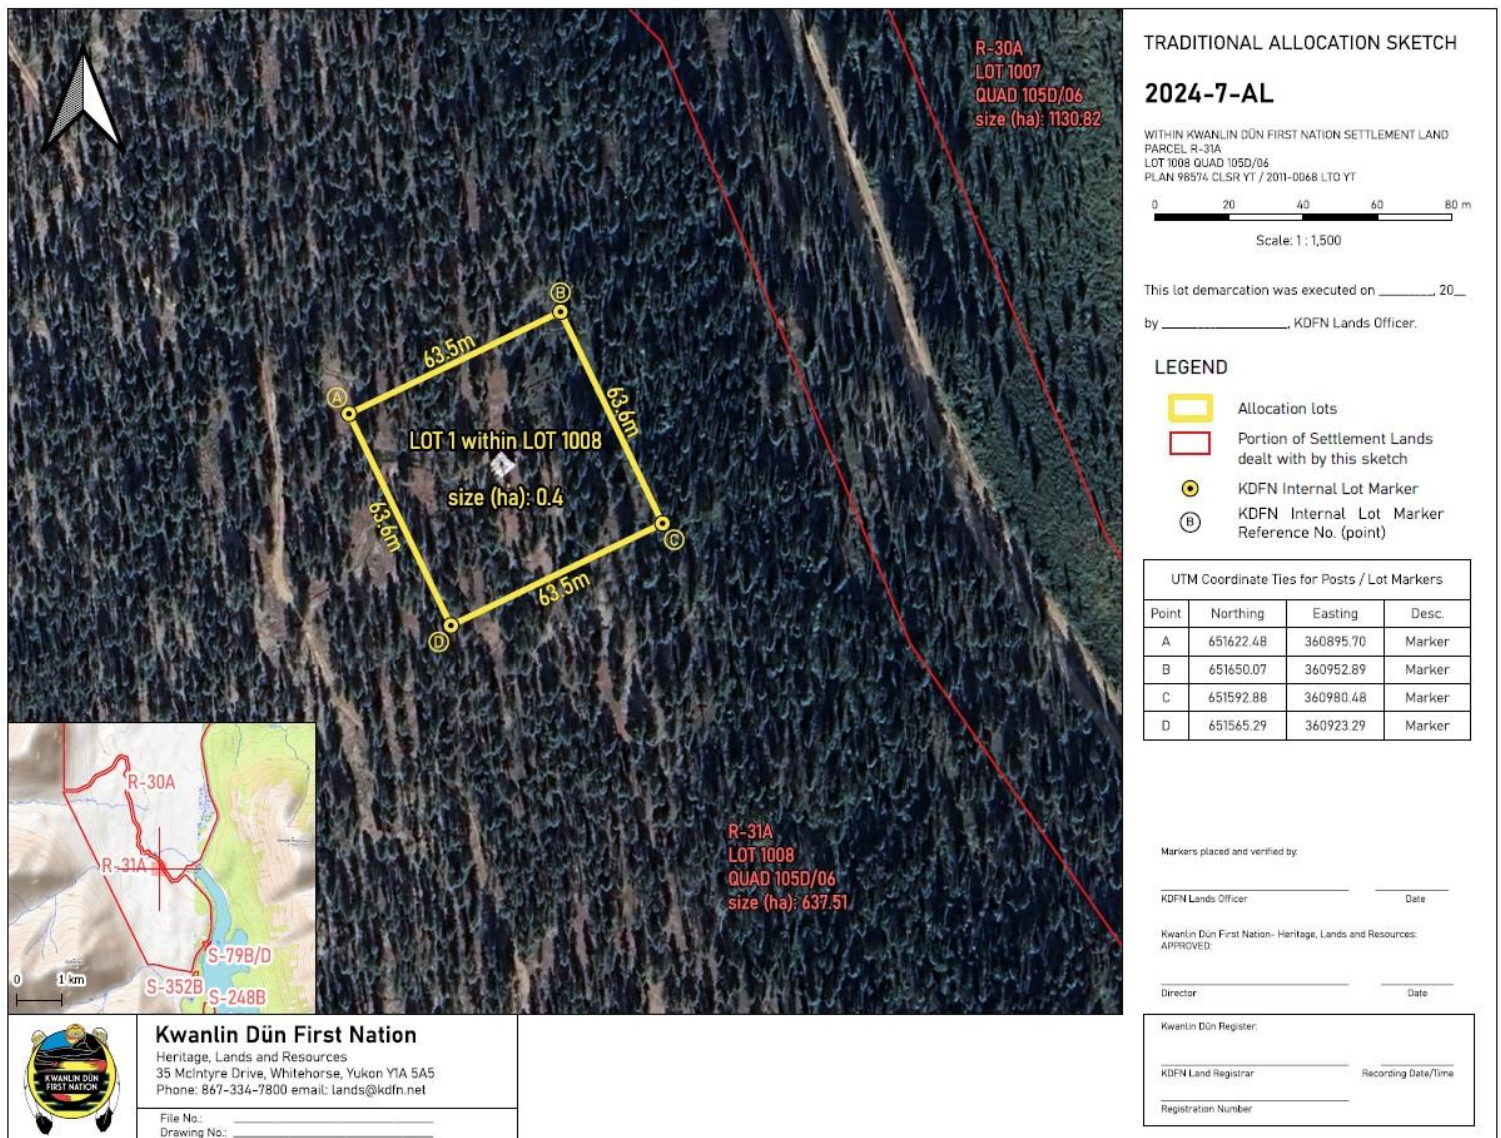 R-30A
LOT 1007
QUAD 105D/06
size (ha): 1130.82
B
63.5m
A
63.6m
LOT 1 within LOT 1008
size (ha): 0.4
63.6m
C
63.5m
D
R-31A
LOT 1008
QUAD 105D/06
size (ha): 637.51
R-30A
R-31A
S-79B/D
S-352B
S-248B
0 1 km
TRADITIONAL ALLOCATION SKETCH
2024-7-AL
WITHIN KWANLIN DÜN FIRST NATION SETTLEMENT LAND
PARCEL R-31A
LOT 1008 QUAD 105D/06
PLAN 98574 CLSR YT / 2011-0068 LTO YT
0 20 40 60 80 m
Scale: 1 : 1,500
This lot demarcation was executed on ________, 20__
by ______________, KDFN Lands Officer.
LEGEND
Allocation lots
Portion of Settlement Lands
dealt with by this sketch
KDFN Internal Lot Marker
B
KDFN Internal Lot Marker
Reference No. (point)
UTM Coordinate Ties for Posts / Lot Markers
Point Northing Easting Desc.
A 651622.48 360895.70 Marker
B 651650.07 360952.89 Marker
C 651592.88 360980.48 Marker
D 651565.29 360923.29 Marker
Markers placed and verified by:
KDFN Lands Officer Date
Kwanlin Dün First Nation- Heritage, Lands and Resources:
APPROVED:
Director Date
Kwanlin Dün Register:
KDFN Land Registrar Recording Date/Time
Registration Number
KWANLIN DÜN
FIRST NATION
Kwanlin Dün First Nation
Heritage, Lands and Resources
35 McIntyre Drive, Whitehorse, Yukon Y1A 5A5
Phone: 867-334-7800 email: lands@kdfn.net
File No.: ____________________
Drawing No.: ____________________